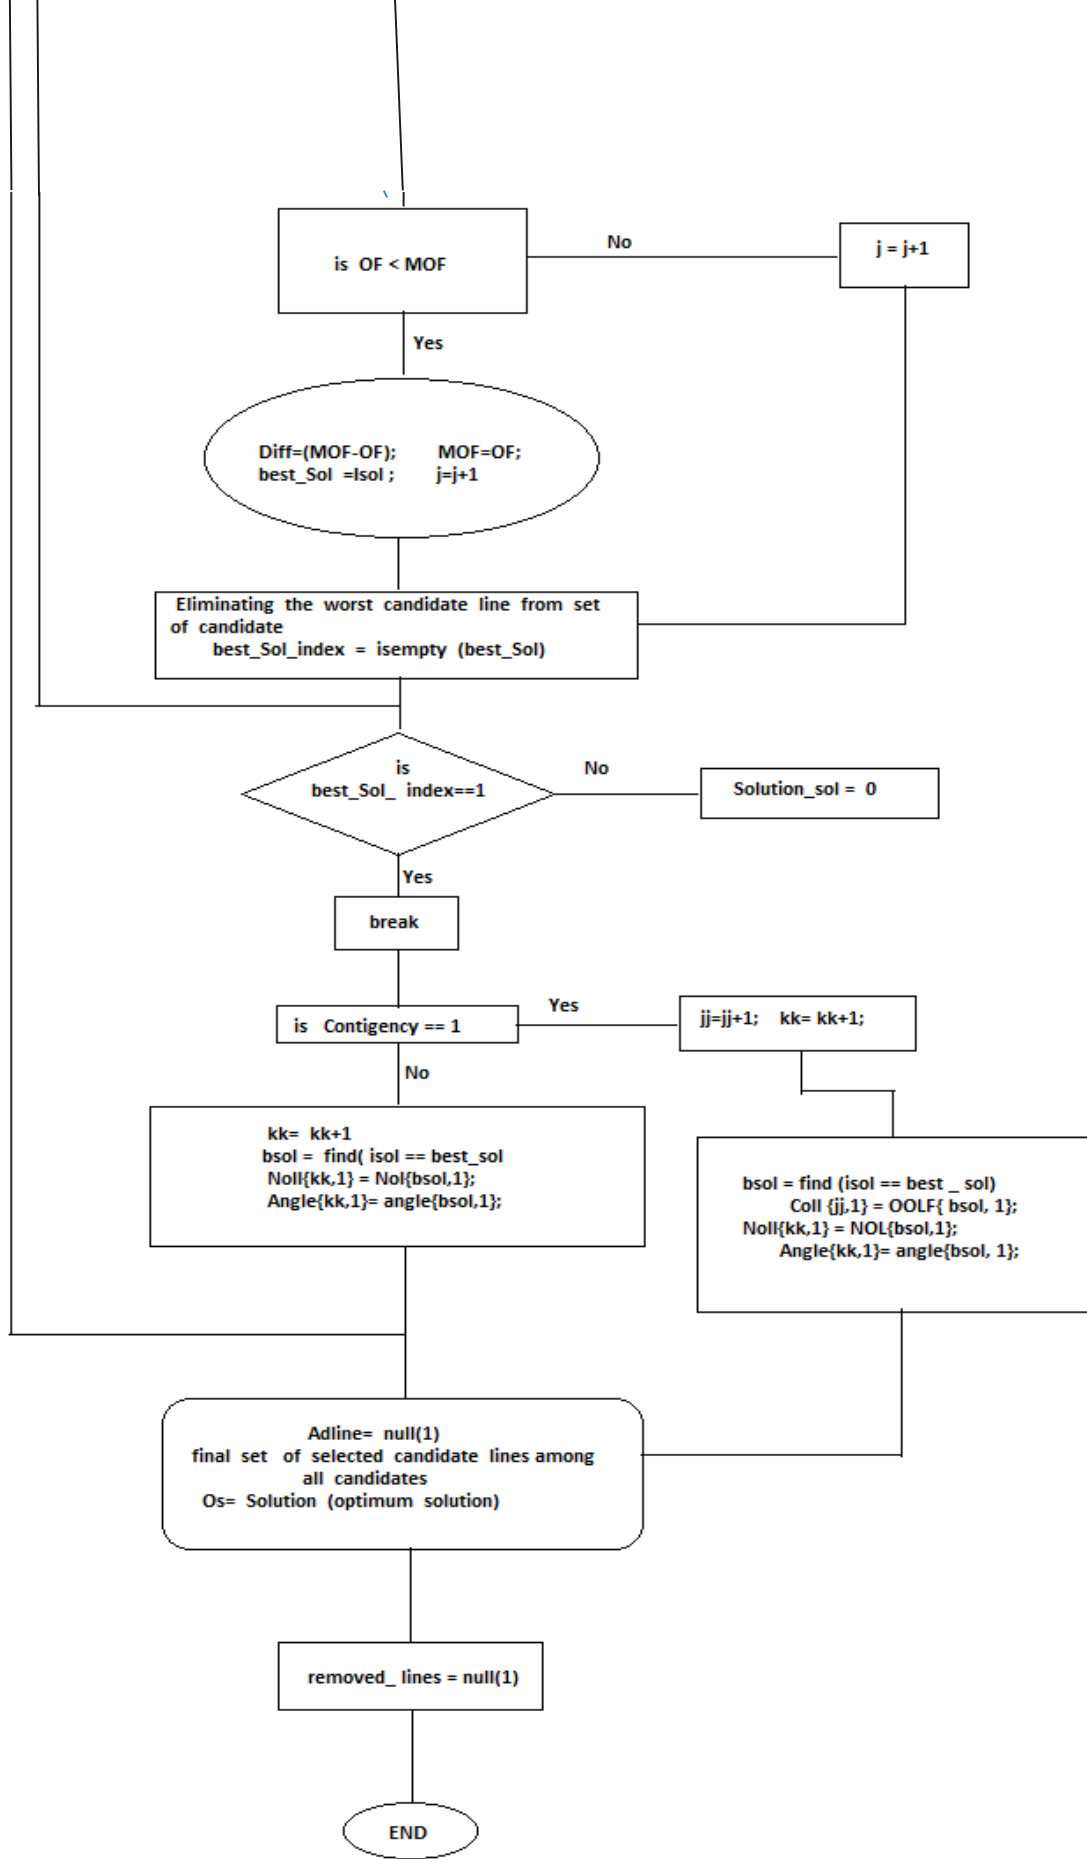 is OF < MOF
No
j = j+1
Yes
Diff=(MOF-OF); MOF=OF;
best_Sol =Isol ; j=j+1
Eliminating the worst candidate line from set
of candidate
best_Sol_index = isempty (best_Sol)
is
best_Sol_ index==1
No
Solution_sol = 0
Yes
break
is Contigency == 1
Yes
jj=jj+1; kk= kk+1;
No
kk= kk+1
bsol = find( isol == best_sol
Noll{kk,1} = Nol{bsol,1};
Angle{kk,1}= angle{bsol,1};
bsol = find (isol == best _ sol)
Coll {jj,1} = OOLF{ bsol, 1};
Noll{kk,1} = NOL{bsol,1};
Angle{kk,1}= angle{bsol, 1};
Adline= null(1)
final set of selected candidate lines among
all candidates
Os= Solution (optimum solution)
removed_ lines = null(1)
END